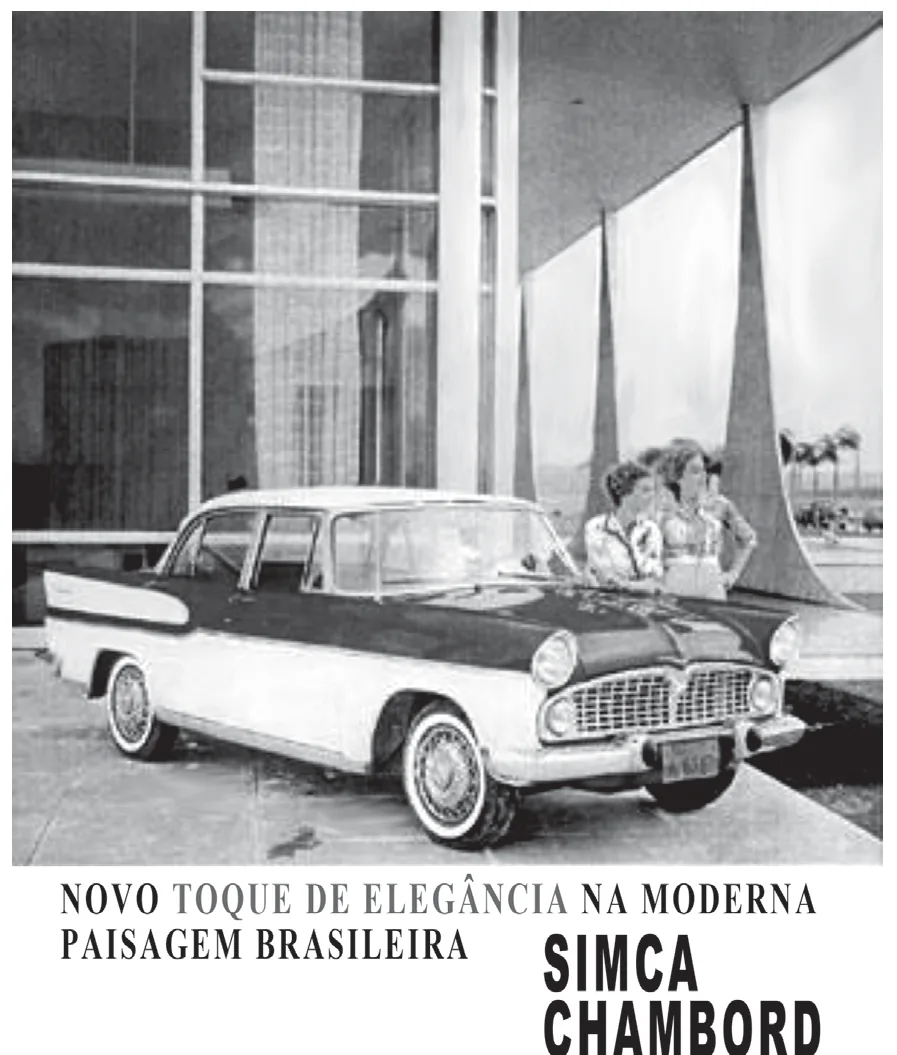 NOVO TOQUE DE ELEGÂNCIA NA MODERNA
PAISAGEM BRASILEIRA
SIMCA
CHAMBORD